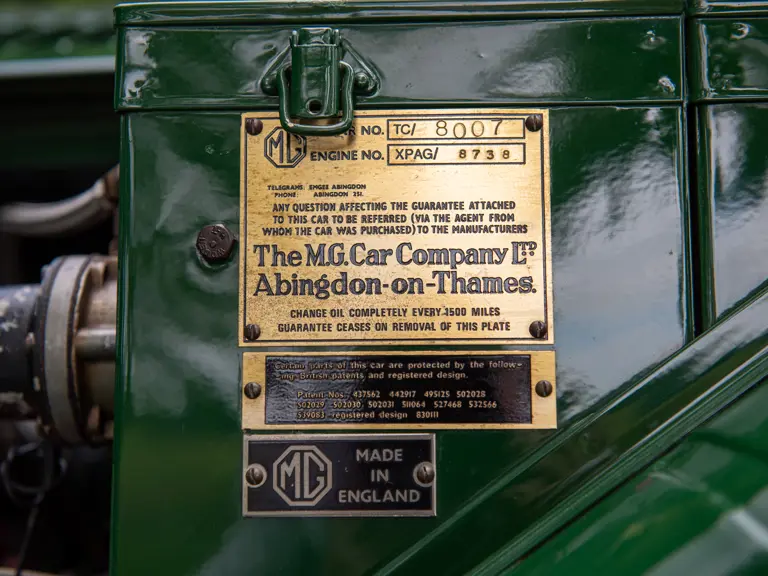 MG R NO. TC/ 8007
ENGINE NO. XPAG/ 8738
TELEGRAMS: EMGEE ABINGDON
PHONE: ABINGDON 251.
ANY QUESTION AFFECTING THE GUARANTEE ATTACHED
TO THIS CAR TO BE REFERRED (VIA THE AGENT FROM
WHOM THE CAR WAS PURCHASED) TO THE MANUFACTURERS
The M.G. Car Company LTD
Abingdon-on-Thames.
CHANGE OIL COMPLETELY EVERY 1500 MILES
GUARANTEE CEASES ON REMOVAL OF THIS PLATE
Certain parts of this car are protected by the follow-
ing British patents and registered design.
Patent Nos. 437562 442917 495125 502028
502029 502030 502031 511064 527468 532566
539083 registered design 830111
MG MADE
IN
ENGLAND